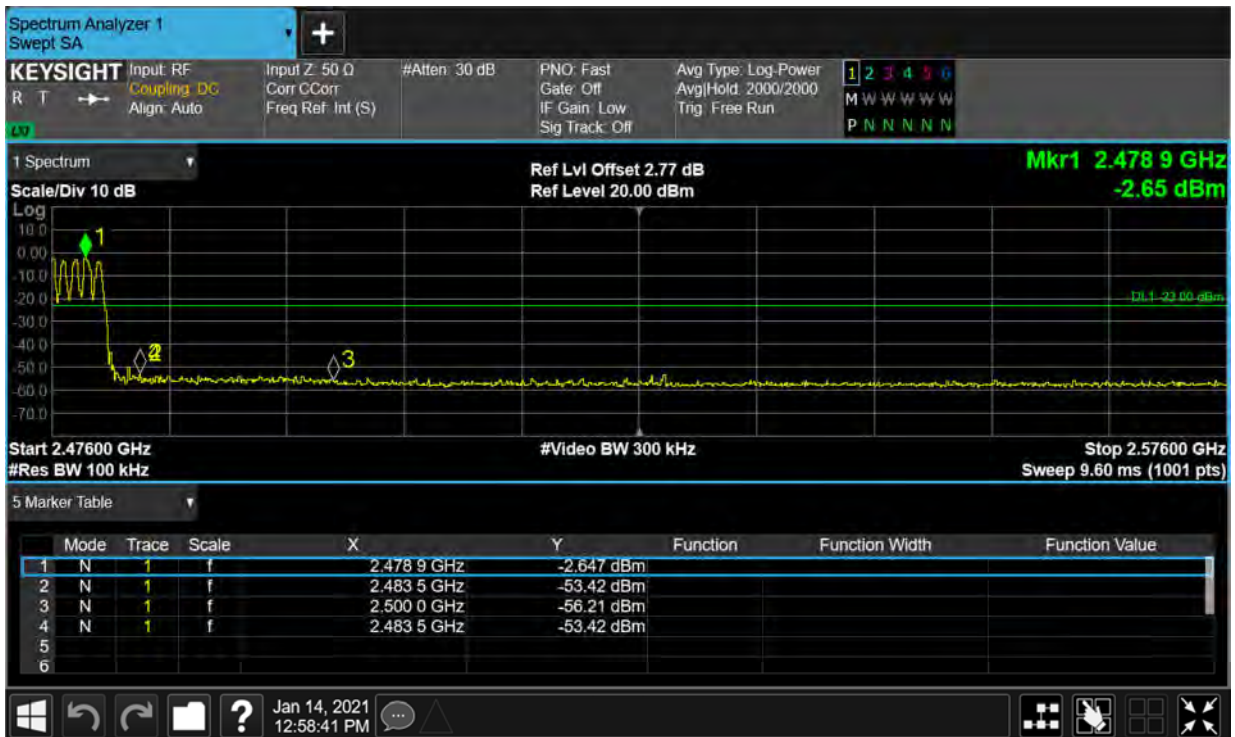 Spectrum Analyzer 1
Swept SA
+
KEYSIGHT Input: RF Input Z: 50 Ω #Atten: 30 dB PNO: Fast Avg Type: Log-Power 1 2 3 4 5 6
R T Coupling: DC Corr CCorr Gate: Off Avg|Hold: 2000/2000 M W W W W W
Align: Auto Freq Ref: Int (S) IF Gain: Low Trig: Free Run
LXI Sig Track: Off P N N N N N
1 Spectrum Ref Lvl Offset 2.77 dB Mkr1 2.478 9 GHz
Scale/Div 10 dB Ref Level 20.00 dBm -2.65 dBm
Log
10.0
1
0.00
-10.0
-20.0 DL1 -23.00 dBm
-30.0
-40.0
2 3
-50.0
-60.0
-70.0
Start 2.47600 GHz #Video BW 300 kHz Stop 2.57600 GHz
#Res BW 100 kHz Sweep 9.60 ms (1001 pts)
5 Marker Table
Mode Trace Scale X Y Function Function Width Function Value
1 N 1 f 2.478 9 GHz -2.647 dBm
2 N 1 f 2.483 5 GHz -53.42 dBm
3 N 1 f 2.500 0 GHz -56.21 dBm
4 N 1 f 2.483 5 GHz -53.42 dBm
5
6
? Jan 14, 2021
12:58:41 PM